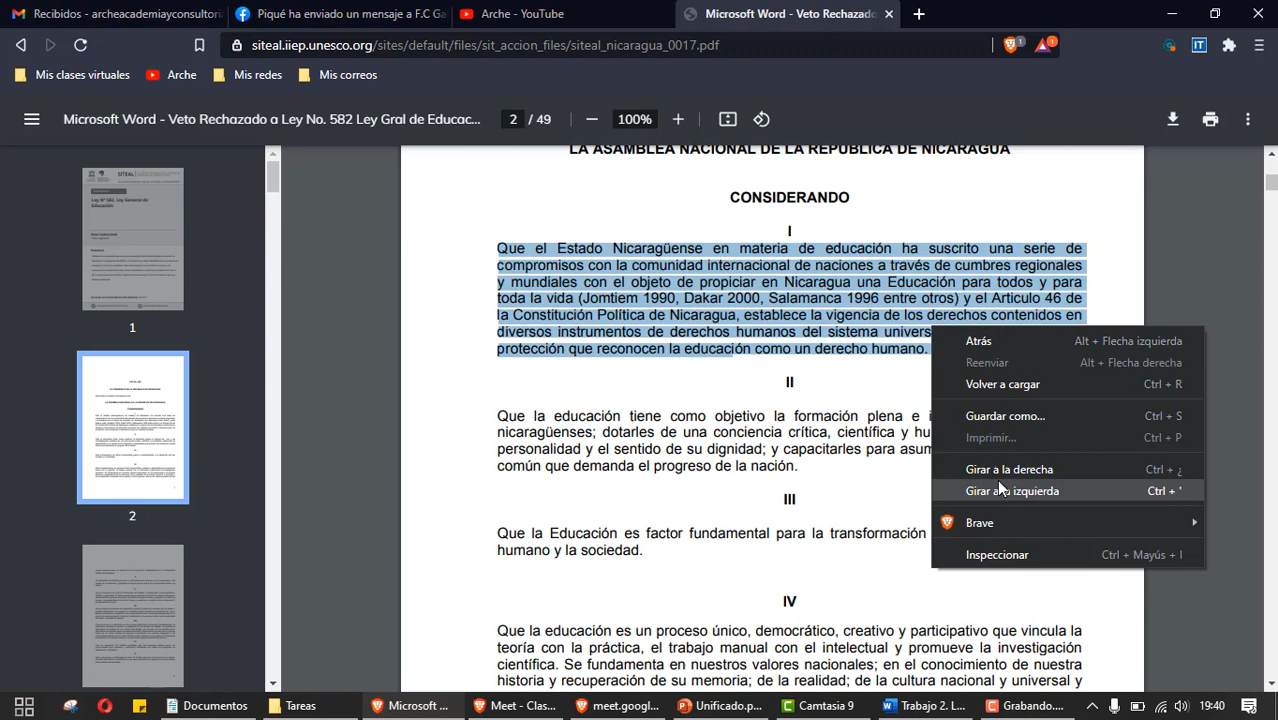 Recibidos - archeacademiayconsultori
Piqué ha enviado un mensaje a F.C Ga
Arche - YouTube
Microsoft Word - Veto Rechazado
siteal.iiep.unesco.org/sites/default/files/sit_accion_files/siteal_nicaragua_0017.pdf
1
1
IT
Mis clases virtuales
Arche
Mis redes
Mis correos
Microsoft Word - Veto Rechazado a Ley No. 582 Ley Gral de Educac...
2 / 49
100%
LA ASAMBLEA NACIONAL DE LA REPUBLICA DE NICARAGUA
CONSIDERANDO
I
Que el Estado Nicaragüense en materia de educación ha suscrito una serie de
compromisos con la comunidad internacional de naciones a través de cumbres regionales
y mundiales con el objeto de propiciar en Nicaragua una Educación para todos y para
toda la vida (Jomtiem 1990, Dakar 2000, Salamanca 1996 entre otros) y el Articulo 46 de
la Constitución Política de Nicaragua, establece la vigencia de los derechos contenidos en
diversos instrumentos de derechos humanos del sistema univers
protección que reconocen la educación como un derecho humano.
II
Que la educación tiene como objetivo la formación plena e i
nicaragüenses; dotarles de una conciencia crítica, científica y hu
personalidad y el sentido de su dignidad; y capacitarles para asum
común que demanda el progreso de la nación.
III
Que la Educación es factor fundamental para la transformación
humano y la sociedad.
IV
Que la educación es un proceso único, democrático, creativo y participativo que vincula la
teoría con la práctica, el trabajo manual con el intelectual y promueve la investigación
científica. Se fundamenta en nuestros valores nacionales; en el conocimiento de nuestra
historia y recuperación de su memoria; de la realidad; de la cultura nacional y universal y
Atrás Alt + Flecha izquierda
Reenviar Alt + Flecha derecha
Volver a cargar Ctrl + R
Guardar como... Ctrl + S
Imprimir... Ctrl + P
Girar a la derecha Ctrl + ¿
Girar a la izquierda Ctrl + '
Brave
Inspeccionar Ctrl + Mayús + I
SITEAL
Ley N° 582, Ley General de
Educación
1
2
Documentos
Tareas
Microsoft ...
Meet - Clas...
meet.googl...
Unificado.p...
Camtasia 9
Trabajo 2. L...
Grabando....
19:40